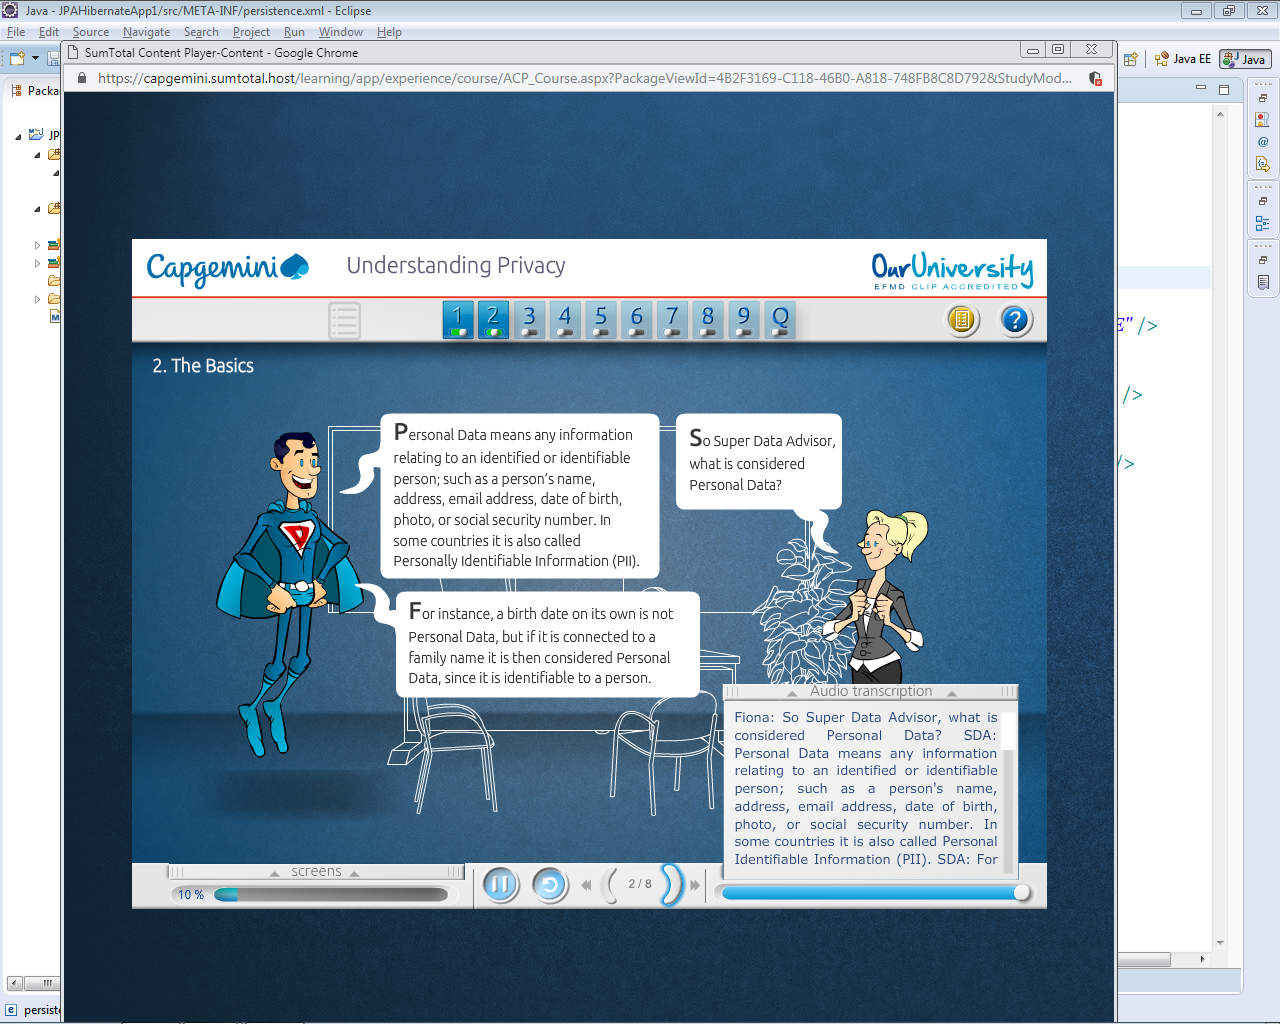 Java - JPAHibernateApp1/src/META-INF/persistence.xml - Eclipse
File Edit Source Navigate Search Project Run Window Help
SumTotal Content Player-Content - Google Chrome
https://capgemini.sumtotal.host/learning/app/experience/course/ACP_Course.aspx?PackageViewId=4B2F3169-C118-46B0-A818-748FB8C8D792&StudyMod...
Java EE
Java
Packa
JP
Capgemini
Understanding Privacy
OurUniversity
EFMD CLIP ACCREDITED
1 2 3 4 5 6 7 8 9 Q
?
E"/>
/>
/>
2. The Basics
Personal Data means any information
relating to an identified or identifiable
person; such as a person's name,
address, email address, date of birth,
photo, or social security number. In
some countries it is also called
Personally Identifiable Information (PII).
So Super Data Advisor,
what is considered
Personal Data?
D
For instance, a birth date on its own is not
Personal Data, but if it is connected to a
family name it is then considered Personal
Data, since it is identifiable to a person.
Audio transcription
Fiona: So Super Data Advisor, what is
considered Personal Data? SDA:
Personal Data means any information
relating to an identified or identifiable
person; such as a person's name,
address, email address, date of birth,
photo, or social security number. In
some countries it is also called Personal
Identifiable Information (PII). SDA: For
screens
10 %
2 / 8
persiste